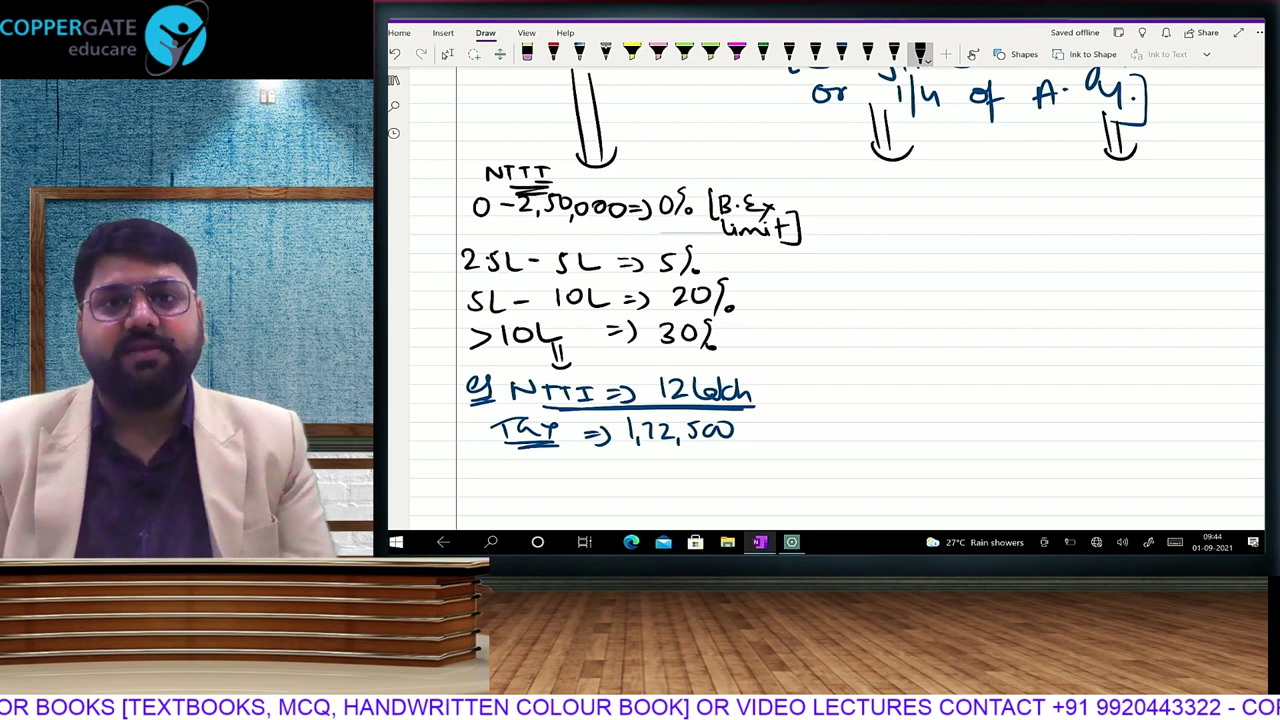 COPPERGATE
educare
Home Insert Draw View Help
Saved offline
Share
Shapes
Ink to Shape
Ink to Text
or 1/4 of A. ay.]
NTTI
0 - 2,50,000 => 0% [B.Ex
limit]
2.5L - 5L => 5%
5L - 10L => 20%
>10L => 30%
eg NTTI => 12 lakh
Tax => 1,72,500
27°C Rain showers
09:44
01-09-2021
OR BOOKS [TEXTBOOKS, MCQ, HANDWRITTEN COLOUR BOOK] OR VIDEO LECTURES CONTACT +91 9920443322 - CO